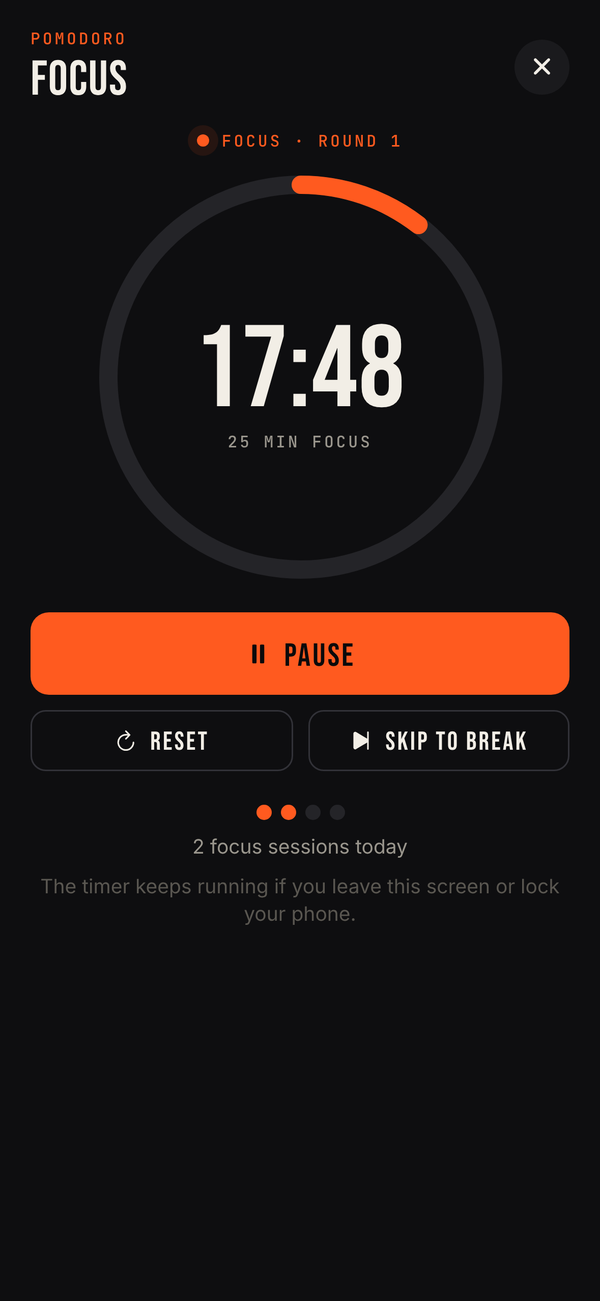 POMODORO
FOCUS
FOCUS · ROUND 1
17:48
25 MIN FOCUS
PAUSE
RESET
SKIP TO BREAK
2 focus sessions today
The timer keeps running if you leave this screen or lock
your phone.